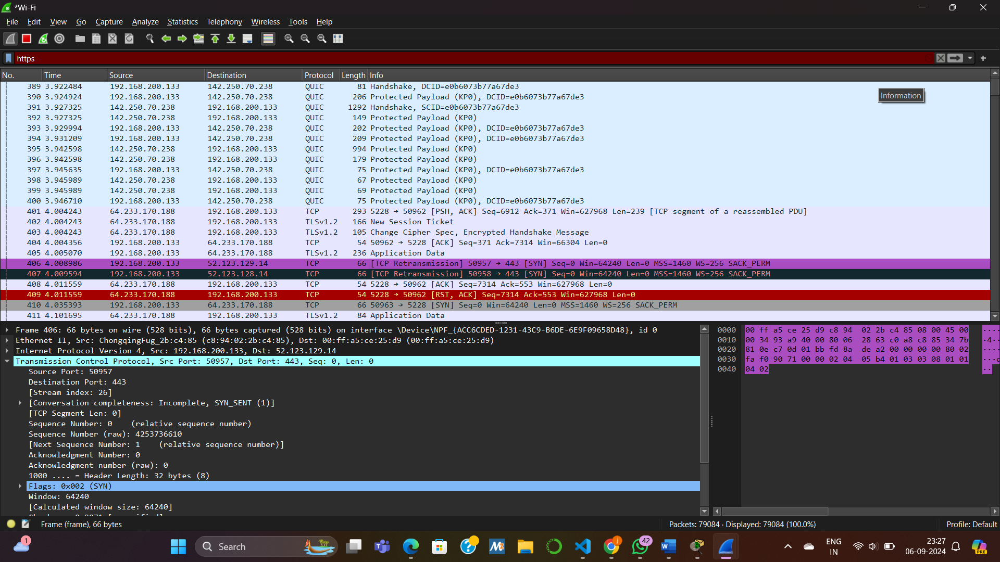 *Wi-Fi
File Edit View Go Capture Analyze Statistics Telephony Wireless Tools Help
https
No. Time Source Destination Protocol Length Info
389 3.922484 192.168.200.133 142.250.70.238 QUIC 81 Handshake, DCID=e0b6073b77a67de3
390 3.924924 192.168.200.133 142.250.70.238 QUIC 206 Protected Payload (KP0), DCID=e0b6073b77a67de3
Information
391 3.927325 142.250.70.238 192.168.200.133 QUIC 1292 Handshake, SCID=e0b6073b77a67de3
392 3.927325 142.250.70.238 192.168.200.133 QUIC 149 Protected Payload (KP0)
393 3.929994 192.168.200.133 142.250.70.238 QUIC 202 Protected Payload (KP0), DCID=e0b6073b77a67de3
394 3.931209 192.168.200.133 142.250.70.238 QUIC 209 Protected Payload (KP0), DCID=e0b6073b77a67de3
395 3.942598 142.250.70.238 192.168.200.133 QUIC 994 Protected Payload (KP0)
396 3.942598 142.250.70.238 192.168.200.133 QUIC 179 Protected Payload (KP0)
397 3.945635 192.168.200.133 142.250.70.238 QUIC 75 Protected Payload (KP0), DCID=e0b6073b77a67de3
398 3.945989 142.250.70.238 192.168.200.133 QUIC 67 Protected Payload (KP0)
399 3.945989 142.250.70.238 192.168.200.133 QUIC 69 Protected Payload (KP0)
400 3.946710 192.168.200.133 142.250.70.238 QUIC 75 Protected Payload (KP0), DCID=e0b6073b77a67de3
401 4.004243 64.233.170.188 192.168.200.133 TCP 293 5228 → 50962 [PSH, ACK] Seq=6912 Ack=371 Win=627968 Len=239 [TCP segment of a reassembled PDU]
402 4.004243 64.233.170.188 192.168.200.133 TLSv1.2 166 New Session Ticket
403 4.004243 64.233.170.188 192.168.200.133 TLSv1.2 105 Change Cipher Spec, Encrypted Handshake Message
404 4.004356 192.168.200.133 64.233.170.188 TCP 54 50962 → 5228 [ACK] Seq=371 Ack=7314 Win=66304 Len=0
405 4.005070 192.168.200.133 64.233.170.188 TLSv1.2 236 Application Data
406 4.008986 192.168.200.133 52.123.129.14 TCP 66 [TCP Retransmission] 50957 → 443 [SYN] Seq=0 Win=64240 Len=0 MSS=1460 WS=256 SACK_PERM
407 4.009594 192.168.200.133 52.123.128.14 TCP 66 [TCP Retransmission] 50958 → 443 [SYN] Seq=0 Win=64240 Len=0 MSS=1460 WS=256 SACK_PERM
408 4.011559 64.233.170.188 192.168.200.133 TCP 54 5228 → 50962 [ACK] Seq=7314 Ack=553 Win=627968 Len=0
409 4.011559 64.233.170.188 192.168.200.133 TCP 54 5228 → 50962 [RST, ACK] Seq=7314 Ack=553 Win=627968 Len=0
410 4.035393 192.168.200.133 64.233.170.188 TCP 66 50963 → 5228 [SYN] Seq=0 Win=64240 Len=0 MSS=1460 WS=256 SACK_PERM
411 4.101695 64.233.170.188 192.168.200.133 TLSv1.2 84 Application Data
Frame 406: 66 bytes on wire (528 bits), 66 bytes captured (528 bits) on interface \Device\NPF_{ACC6CDED-1231-43C9-B6DE-6E9F09658D48}, id 0
Ethernet II, Src: ChongqingFug_2b:c4:85 (c8:94:02:2b:c4:85), Dst: 00:ff:a5:ce:25:d9 (00:ff:a5:ce:25:d9)
Internet Protocol Version 4, Src: 192.168.200.133, Dst: 52.123.129.14
Transmission Control Protocol, Src Port: 50957, Dst Port: 443, Seq: 0, Len: 0
Source Port: 50957
Destination Port: 443
[Stream index: 26]
[Conversation completeness: Incomplete, SYN_SENT (1)]
[TCP Segment Len: 0]
Sequence Number: 0 (relative sequence number)
Sequence Number (raw): 4253736610
[Next Sequence Number: 1 (relative sequence number)]
Acknowledgment Number: 0
Acknowledgment number (raw): 0
1000 .... = Header Length: 32 bytes (8)
Flags: 0x002 (SYN)
Window: 64240
[Calculated window size: 64240]
0000 00 ff a5 ce 25 d9 c8 94 02 2b c4 85 08 00 45 00 ····
0010 00 34 93 a9 40 00 80 06 28 63 c0 a8 c8 85 34 7b ·4··
0020 81 0e c7 0d 01 bb fd 8a de a2 00 00 00 00 80 02 ····
0030 fa f0 90 71 00 00 02 04 05 b4 01 03 03 08 01 01 ···q
0040 04 02 ··
Frame (frame), 66 bytes
Packets: 79084 · Displayed: 79084 (100.0%)
Profile: Default
1
Search
42
ENG
IN
23:27
06-09-2024
PRE